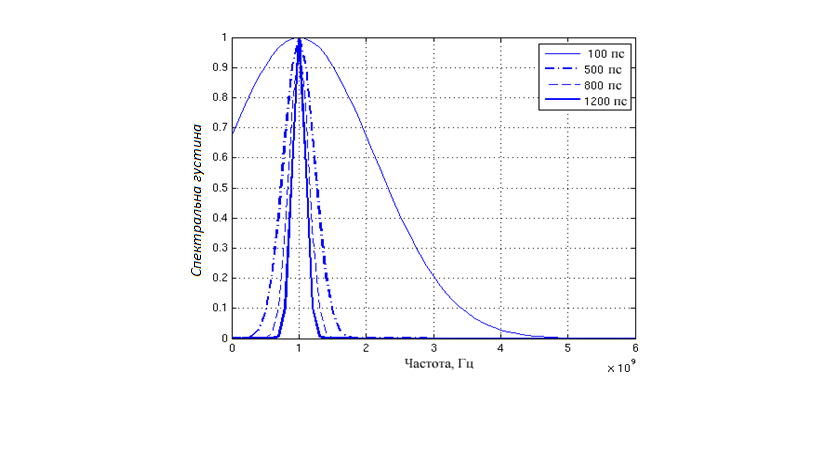 1
0.9
0.8
0.7
0.6
0.5
0.4
0.3
0.2
0.1
0
Спектральна густина
100 пс
500 пс
800 пс
1200 пс
0 1 2 3 4 5 6
Частота, Гц
× 10⁹